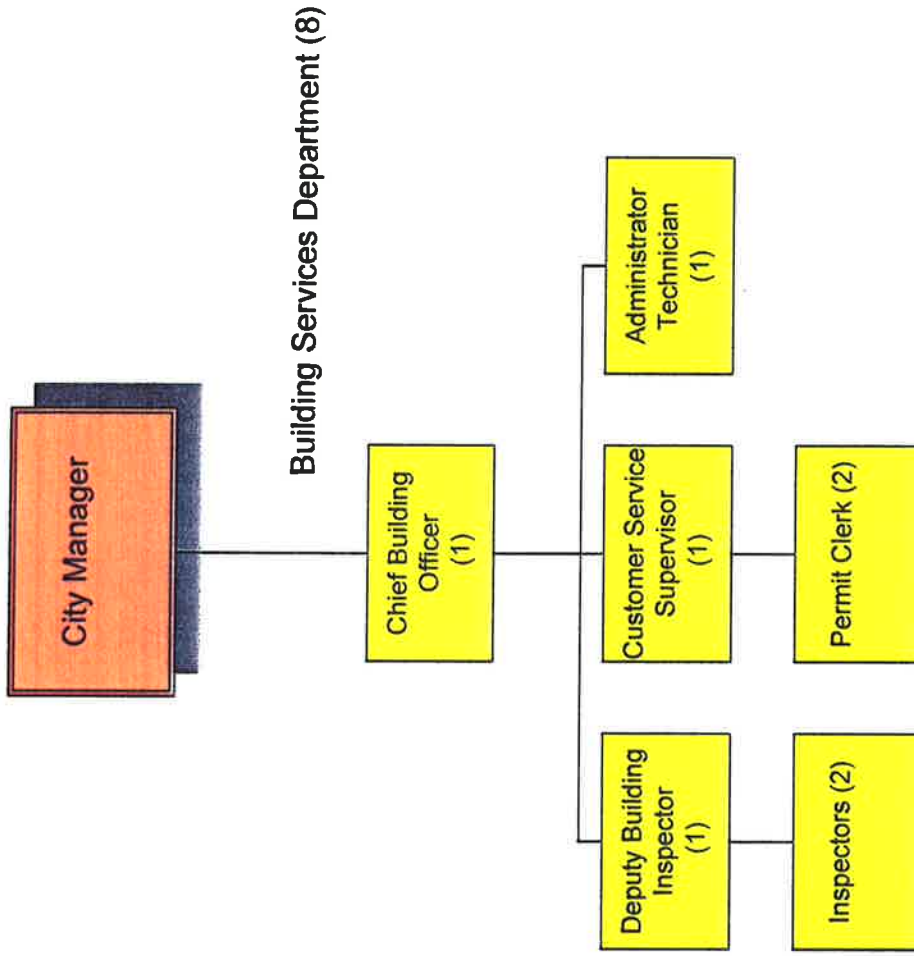 City Manager
Building Services Department (8)
Chief Building
Officer
(1)
Deputy Building
Inspector
(1)
Customer Service
Supervisor
(1)
Administrator
Technician
(1)
Inspectors (2)
Permit Clerk (2)